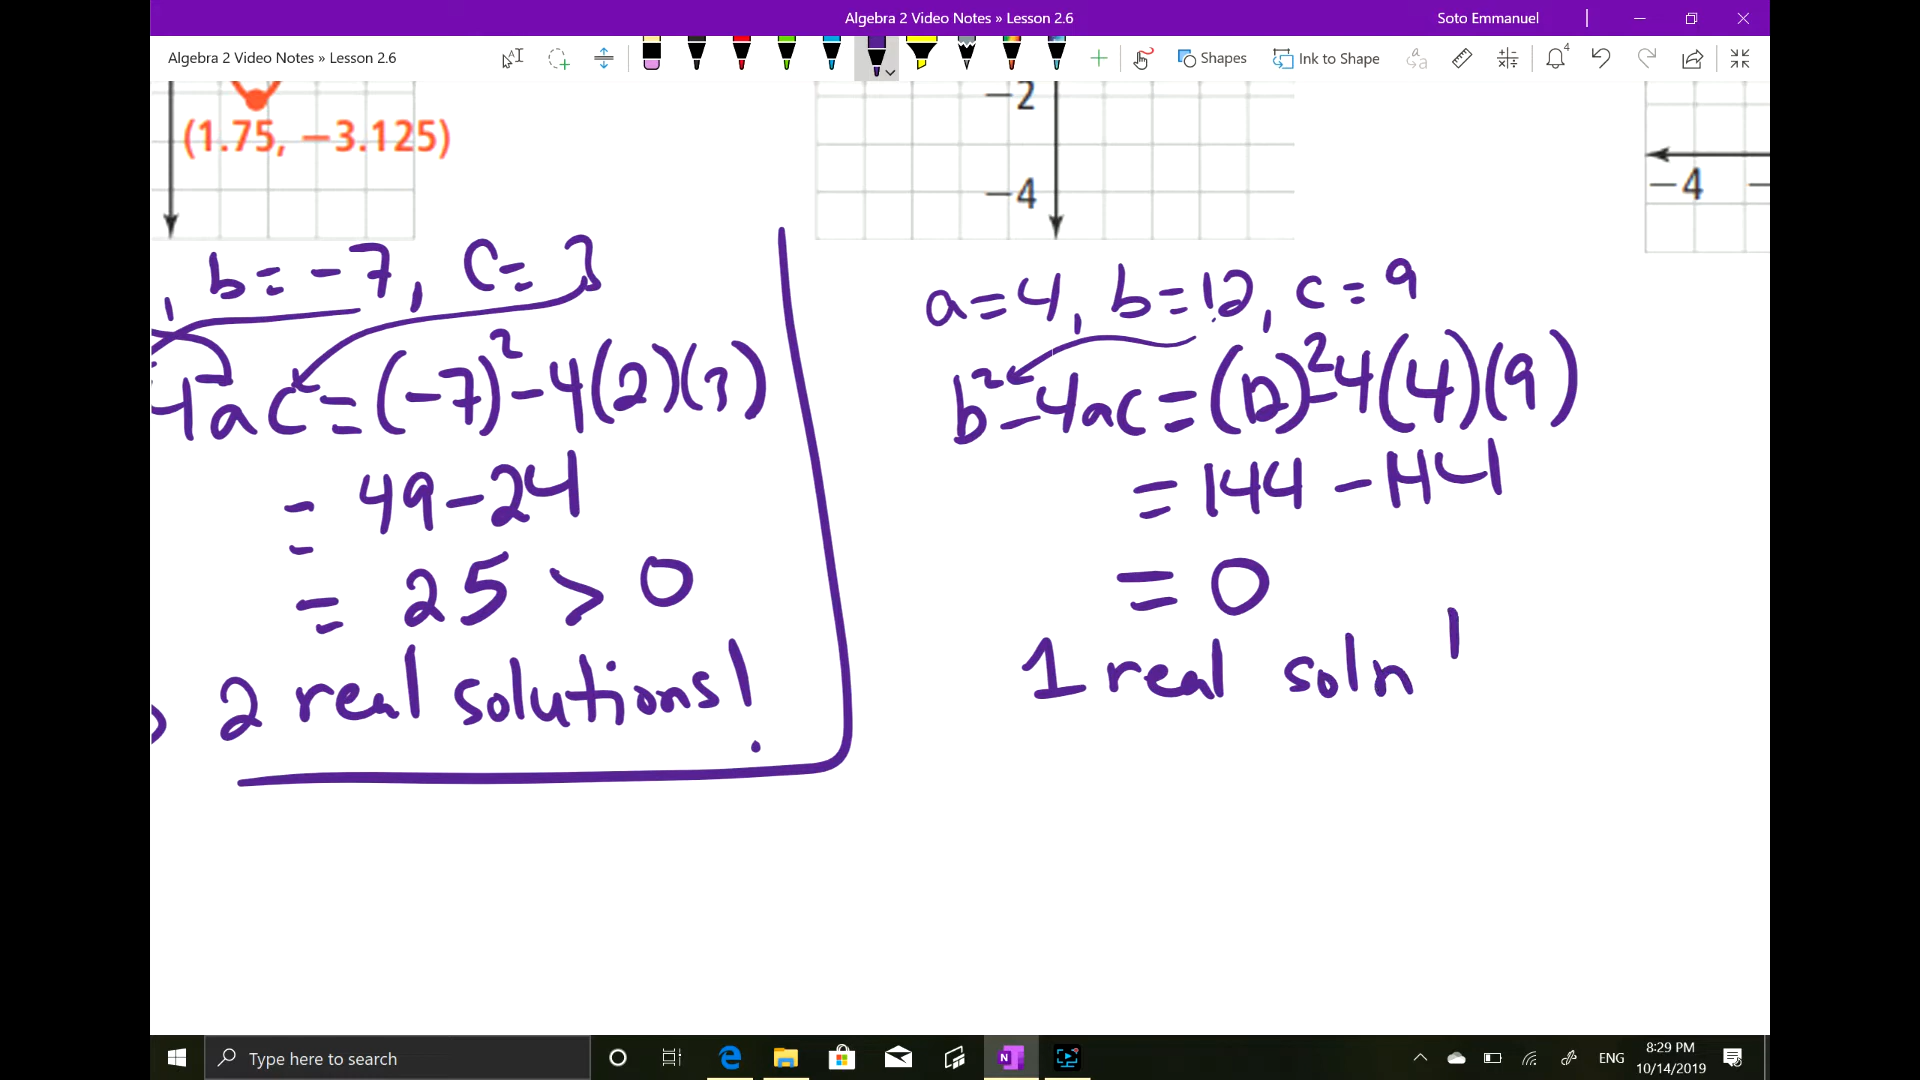 Algebra 2 Video Notes » Lesson 2.6
Soto Emmanuel
Algebra 2 Video Notes » Lesson 2.6
Shapes
Ink to Shape
4
(1.75, −3.125)
, b = -7, c = 3
4ac = (-7)² - 4(2)(3)
= 49 - 24
= 25 > 0
2 real solutions!
−2
−4
a = 4, b = 12, c = 9
b² - 4ac = (12)² - 4(4)(9)
= 144 - 144
= 0
1 real soln
−4
Type here to search
ENG
8:29 PM
10/14/2019